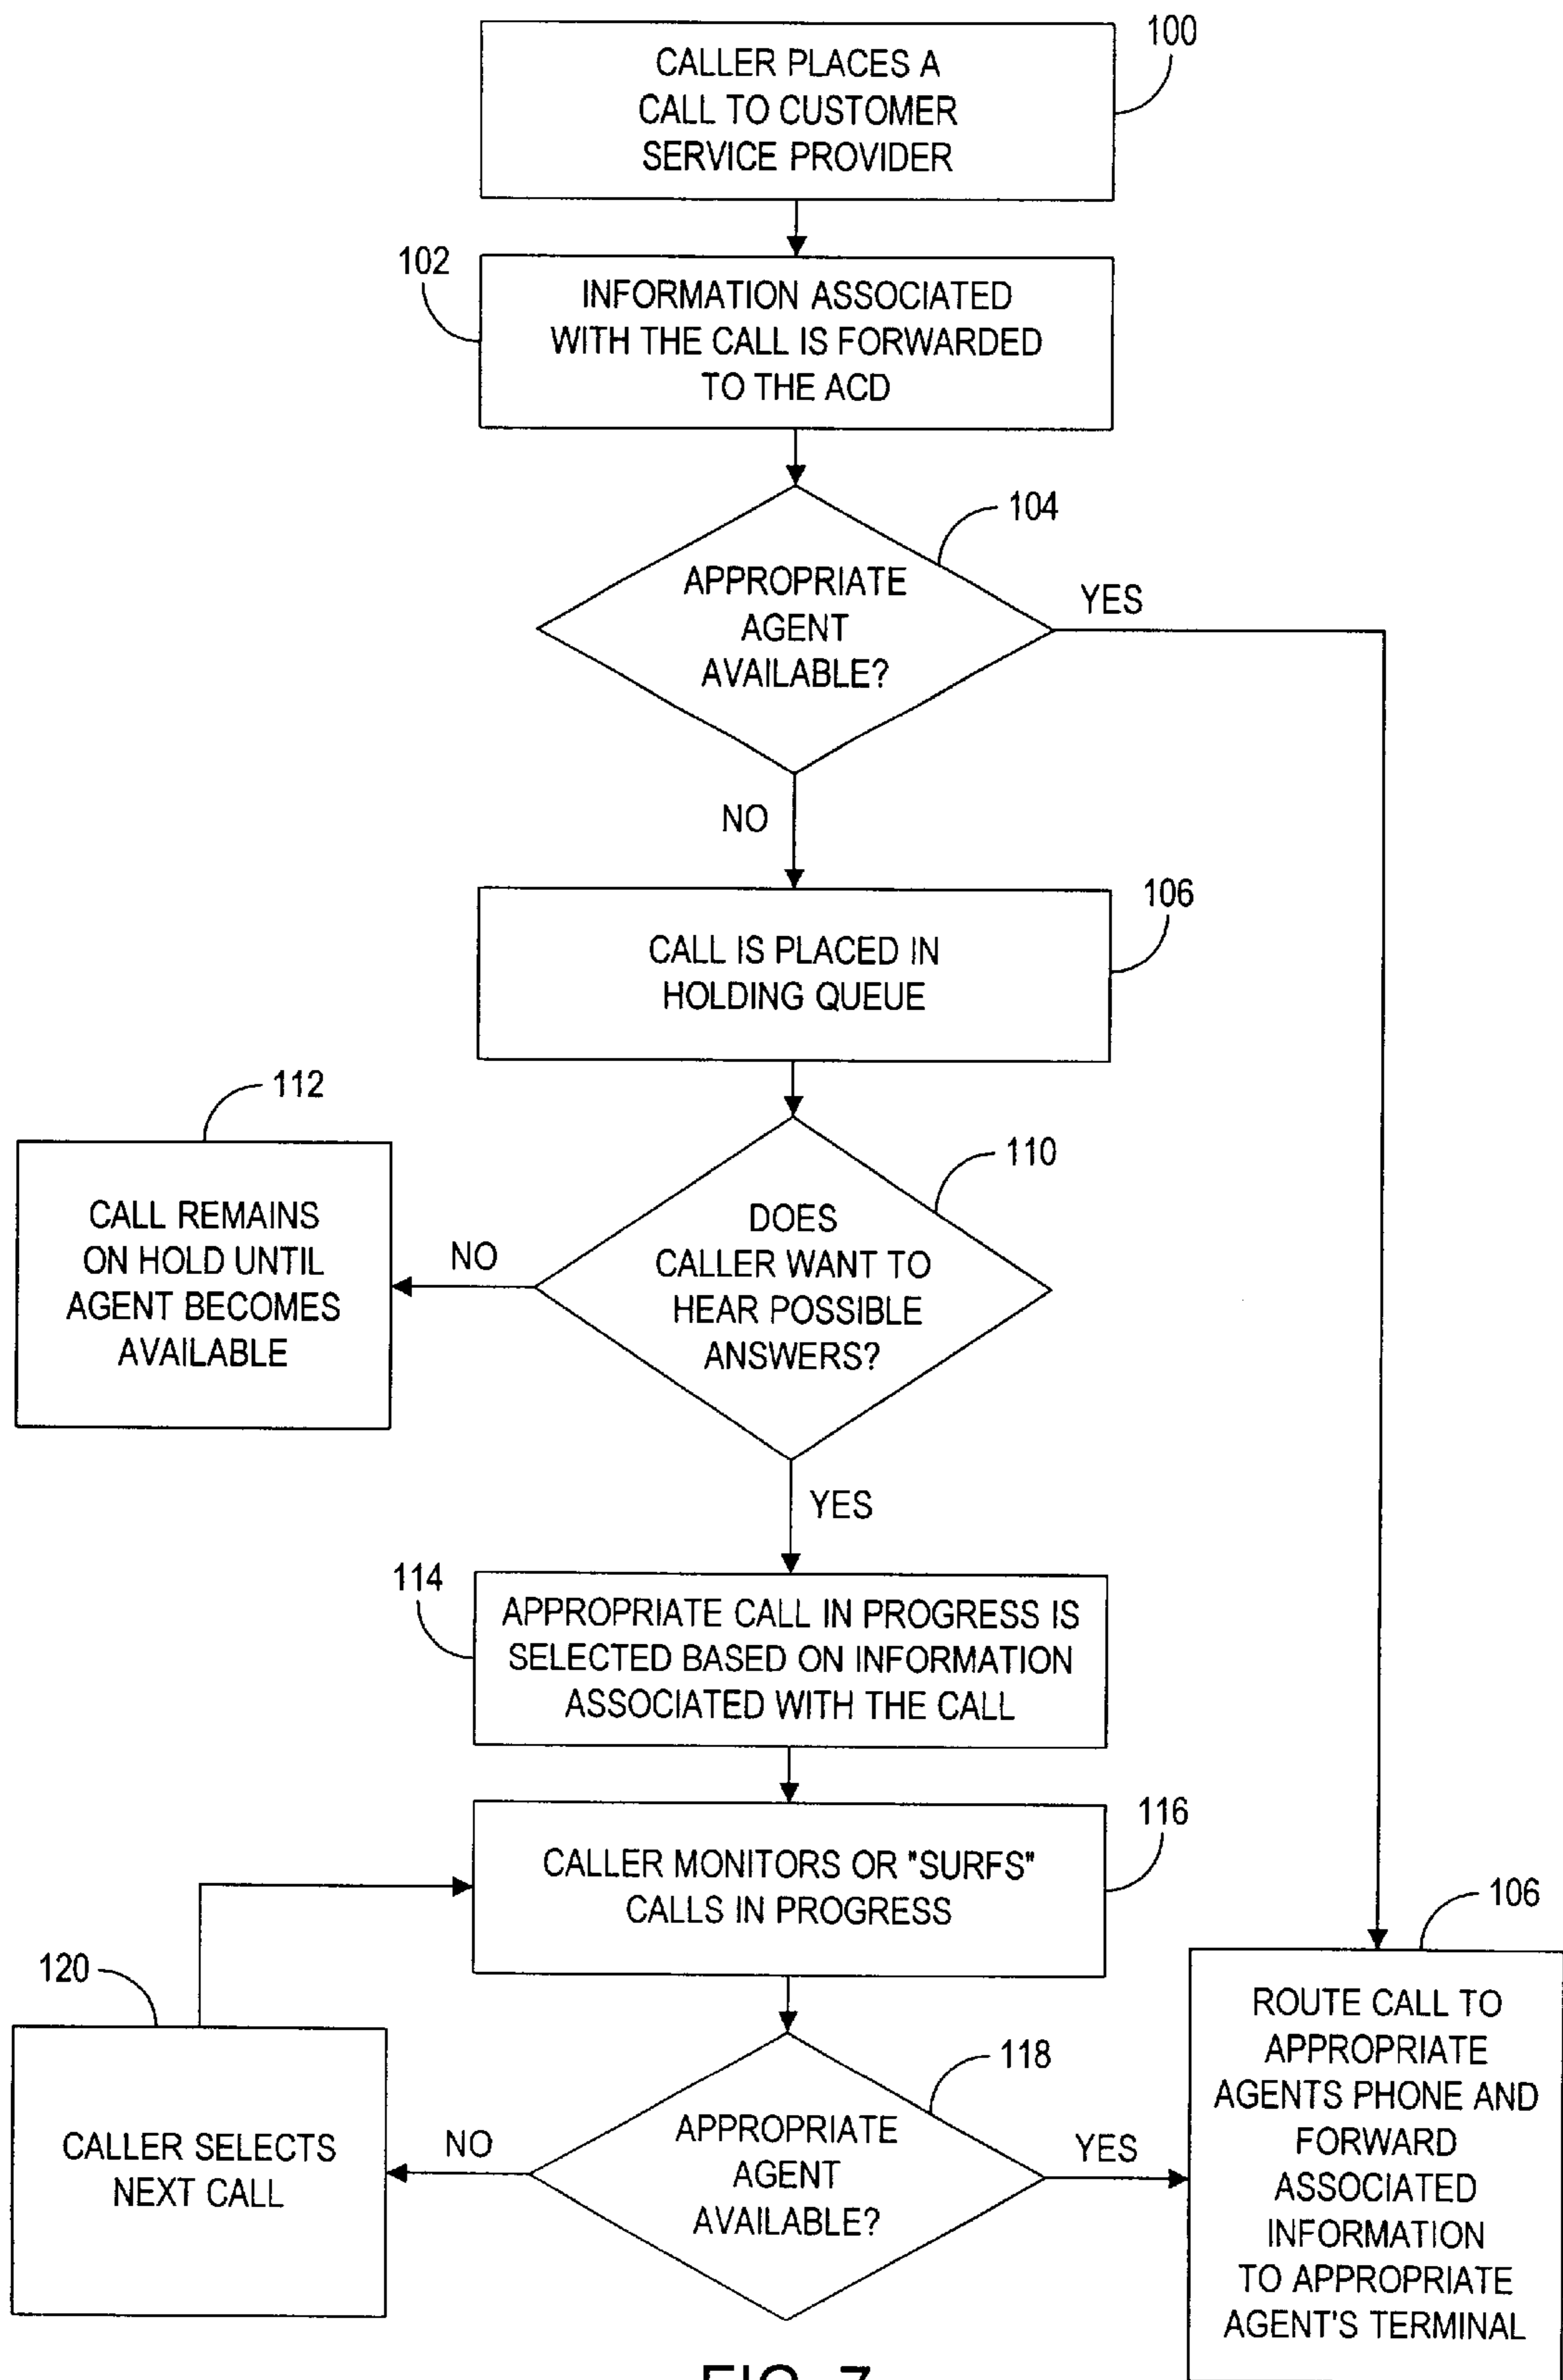 100
CALLER PLACES A
CALL TO CUSTOMER
SERVICE PROVIDER
102
INFORMATION ASSOCIATED
WITH THE CALL IS FORWARDED
TO THE ACD
104
APPROPRIATE
AGENT
AVAILABLE?
YES
NO
106
CALL IS PLACED IN
HOLDING QUEUE
112
CALL REMAINS
ON HOLD UNTIL
AGENT BECOMES
AVAILABLE
NO
110
DOES
CALLER WANT TO
HEAR POSSIBLE
ANSWERS?
YES
114
APPROPRIATE CALL IN PROGRESS IS
SELECTED BASED ON INFORMATION
ASSOCIATED WITH THE CALL
116
CALLER MONITORS OR "SURFS"
CALLS IN PROGRESS
120
CALLER SELECTS
NEXT CALL
NO
118
APPROPRIATE
AGENT
AVAILABLE?
YES
106
ROUTE CALL TO
APPROPRIATE
AGENTS PHONE AND
FORWARD
ASSOCIATED
INFORMATION
TO APPROPRIATE
AGENT'S TERMINAL